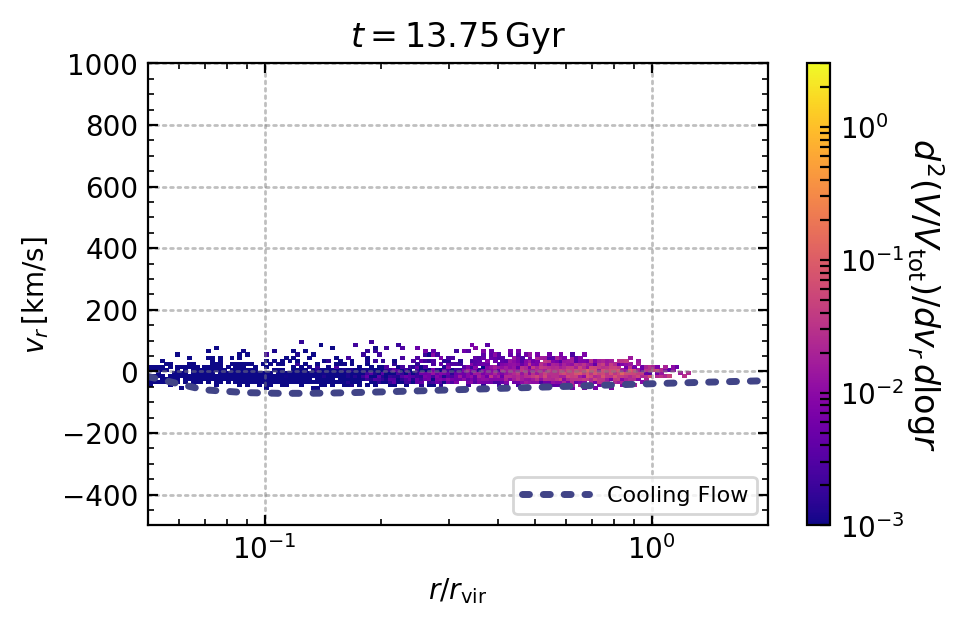 t = 13.75 Gyr
1000
800
600
400
200
0
−200
−400
v_r [km/s]
10^{-1}
10^0
r/r_vir
Cooling Flow
10^0
10^{-1}
10^{-2}
10^{-3}
d^2(V/V_tot)/dv_r dlogr